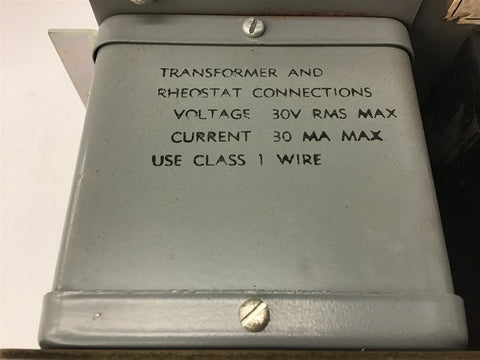 TRANSFORMER AND
RHEOSTAT CONNECTIONS
VOLTAGE 30V RMS MAX
CURRENT 30 MA MAX
USE CLASS 1 WIRE